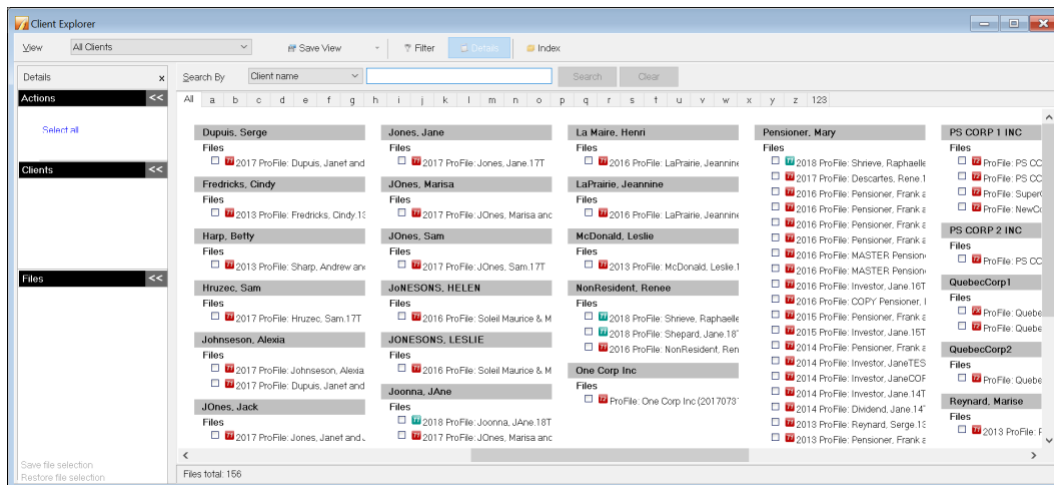 Client Explorer
View All Clients Save View Filter Details Index
Details x
Search By Client name Search Clear
Actions <<
Select all
Clients <<
Files <<
Save file selection
Restore file selection
All a b c d e f g h i j k l m n o p q r s t u v w x y z 123
Dupuis, Serge
Files
2017 ProFile: Dupuis, Janet and
Fredricks, Cindy
Files
2013 ProFile: Fredricks, Cindy.13
Harp, Betty
Files
2013 ProFile: Sharp, Andrew an
Hruzec, Sam
Files
2017 ProFile: Hruzec, Sam.17T
Johnseson, Alexia
Files
2017 ProFile: Johnseson, Alexia
2017 ProFile: Dupuis, Janet and
JOnes, Jack
Files
2017 ProFile: Jones, Janet and J
Jones, Jane
Files
2017 ProFile: Jones, Jane.17T
JOnes, Marisa
Files
2017 ProFile: JOnes, Marisa and
JOnes, Sam
Files
2017 ProFile: JOnes, Sam.17T
JoNESONS, HELEN
Files
2016 ProFile: Soleil Maurice & M
JONESONS, LESLIE
Files
2016 ProFile: Soleil Maurice & M
Joonna, JAne
Files
2018 ProFile: Joonna, JAne.18T
2017 ProFile: JOnes, Marisa anc
La Maire, Henri
Files
2016 ProFile: LaPrairie, Jeannine
LaPrairie, Jeannine
Files
2016 ProFile: LaPrairie, Jeannine
McDonald, Leslie
Files
2013 ProFile: McDonald, Leslie.1
NonResident, Renee
Files
2018 ProFile: Shrieve, Raphaelle
2018 ProFile: Shepard, Jane.18T
2016 ProFile: NonResident, Ren
One Corp Inc
Files
ProFile: One Corp Inc (2017073
Pensioner, Mary
Files
2018 ProFile: Shrieve, Raphaelle
2017 ProFile: Descartes, Rene.1
2016 ProFile: Pensioner, Frank a
2016 ProFile: Pensioner, Frank a
2016 ProFile: Pensioner, Frank a
2016 ProFile: Pensioner, Frank a
2016 ProFile: MASTER Pension
2016 ProFile: MASTER Pension
2016 ProFile: Investor, Jane.16T
2016 ProFile: COPY Pensioner, I
2015 ProFile: Pensioner, Frank a
2015 ProFile: Investor, Jane.15T
2014 ProFile: Pensioner, Frank a
2014 ProFile: Investor, JaneTES
2014 ProFile: Investor, JaneCOF
2014 ProFile: Investor, Jane.14T
2014 ProFile: Dividend, Jane.14T
2013 ProFile: Reynard, Serge.13
2013 ProFile: Pensioner, Frank a
PS CORP 1 INC
Files
ProFile: PS CC
ProFile: PS CC
ProFile: Super
ProFile: NewC
PS CORP 2 INC
Files
ProFile: PS CC
QuebecCorp1
Files
ProFile: Quebe
ProFile: Quebe
QuebecCorp2
Files
ProFile: Quebe
Reynard, Marise
Files
2013 ProFile: F
Files total: 156